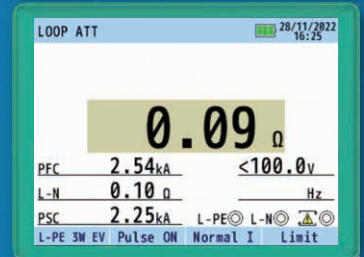 LOOP ATT 28/11/2022
16:25
0.09 Ω
PFC 2.54kA <100.0v
L-N 0.10 Ω Hz
PSC 2.25kA L-PE L-N
L-PE 3W EV Pulse ON Normal I Limit